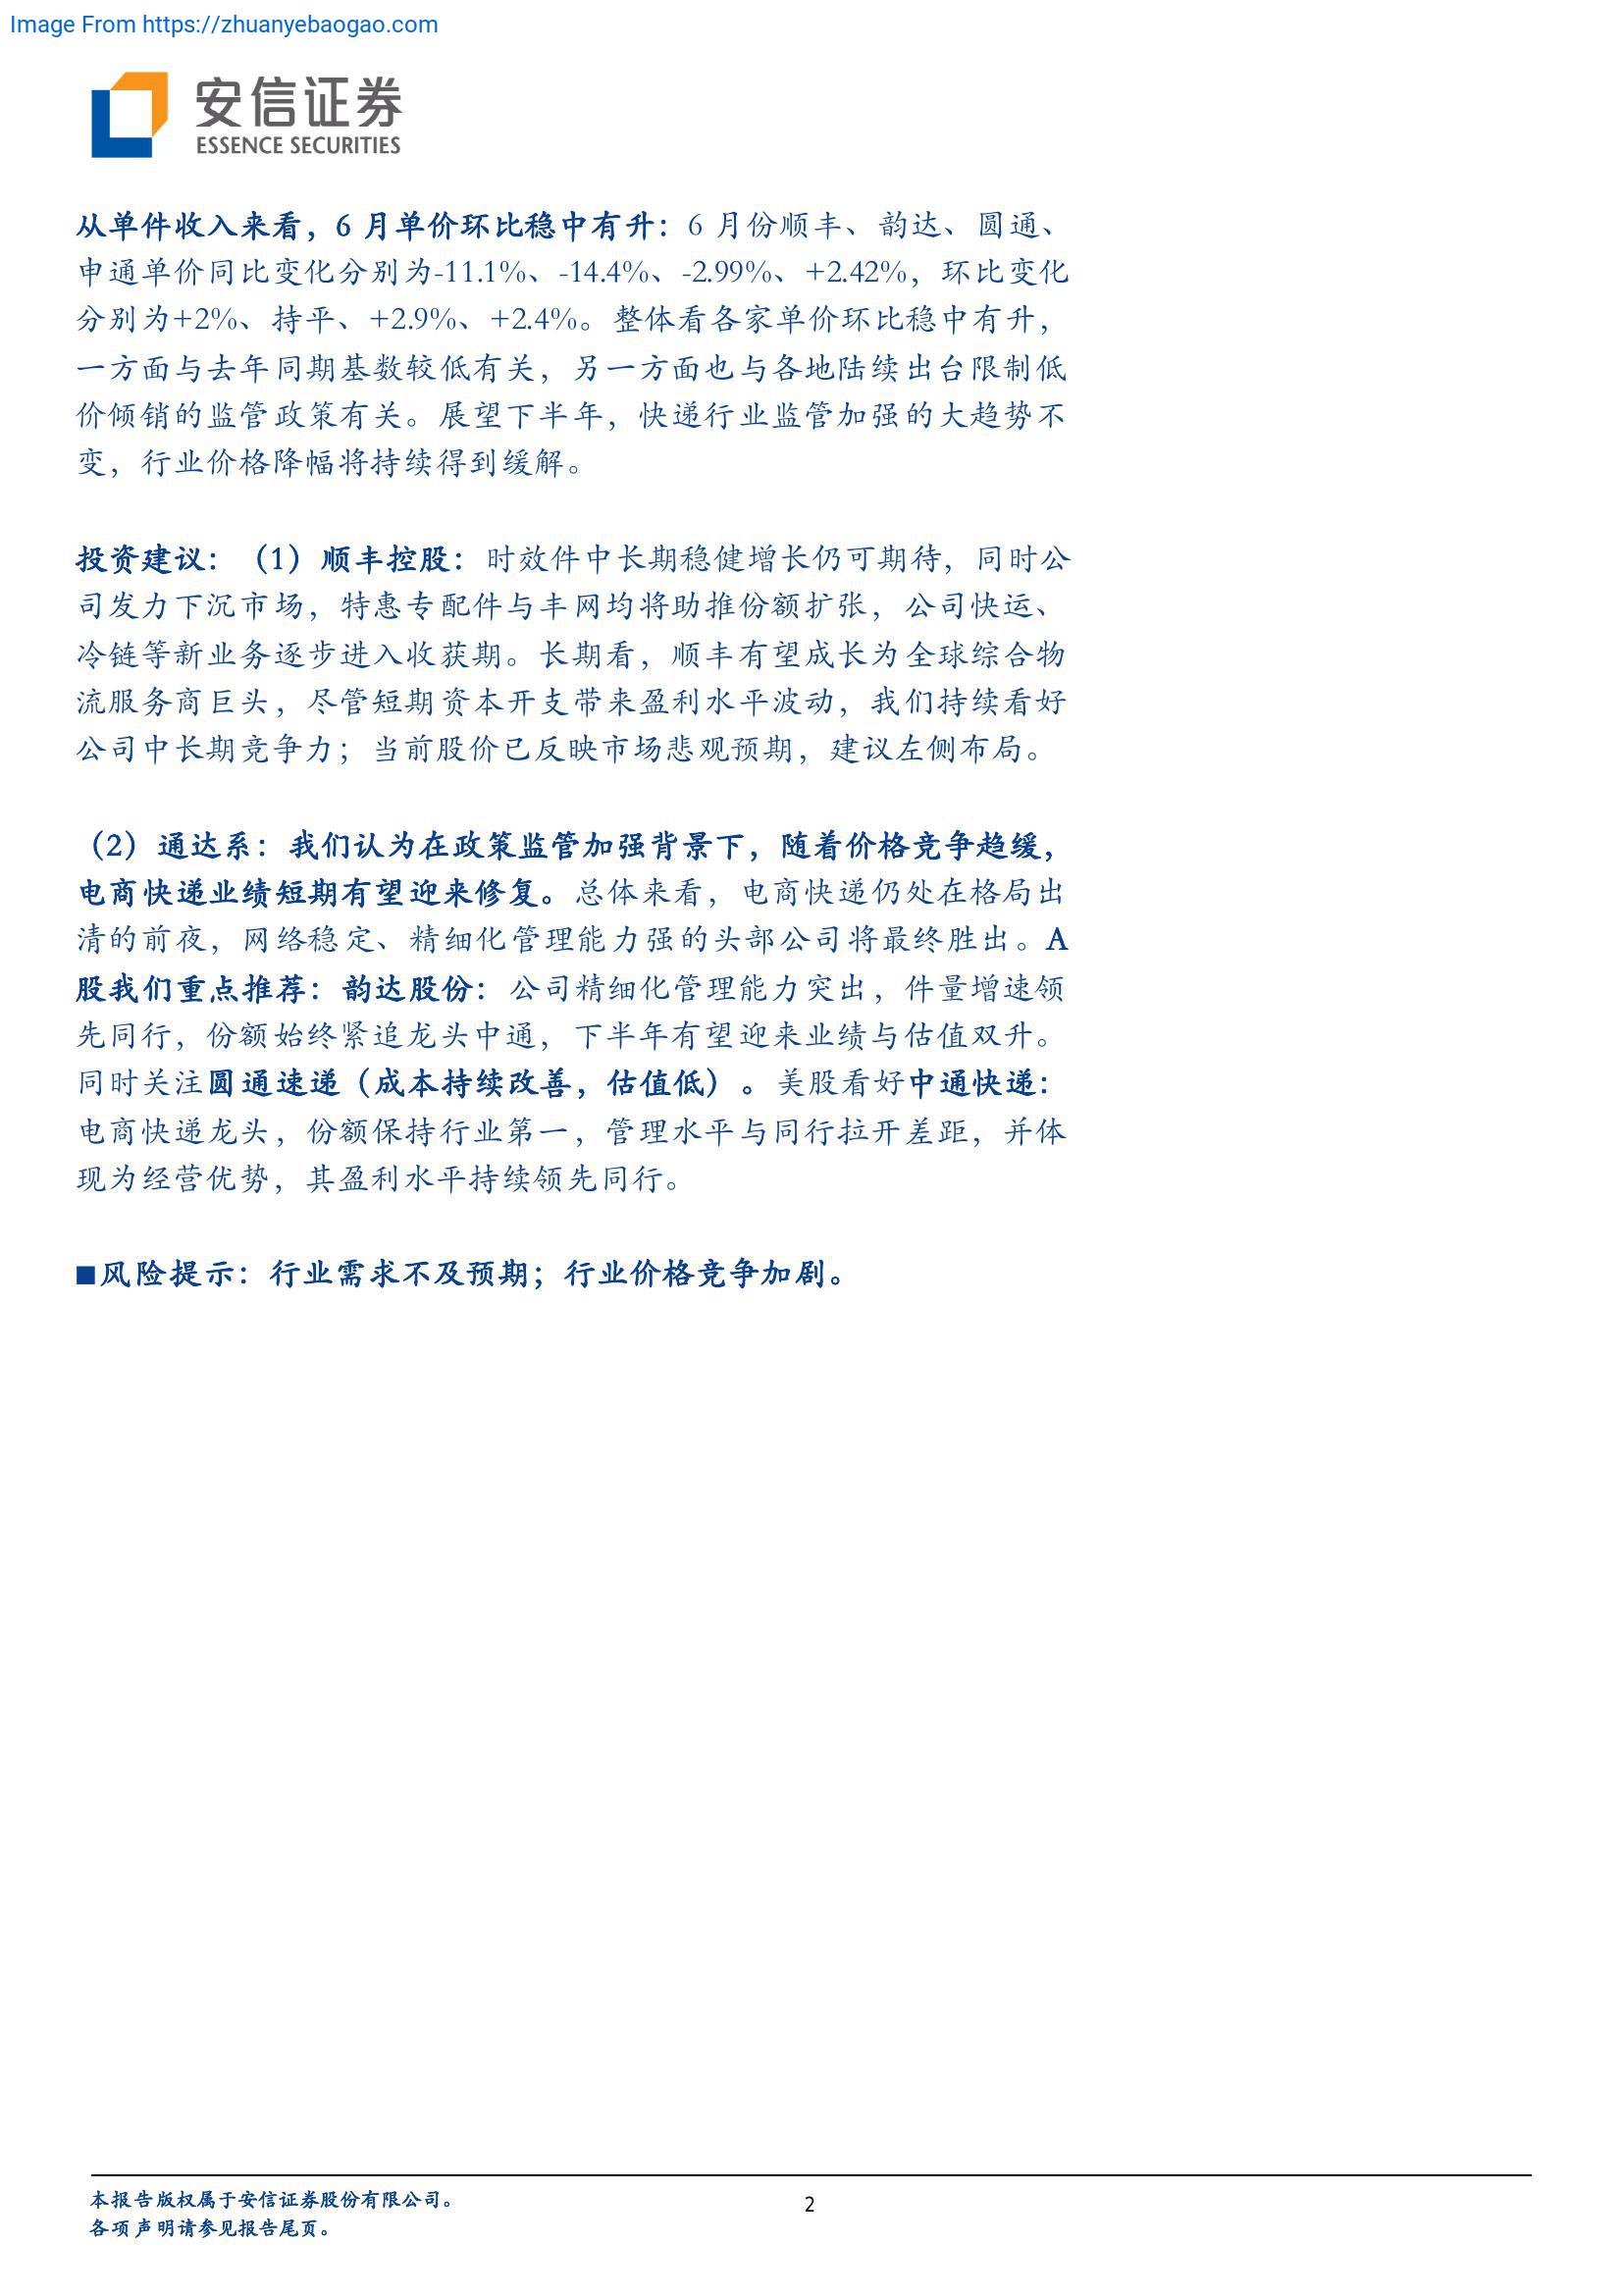 Image From https://zhuanyebaogao.com
安信证券
ESSENCE SECURITIES
从单件收入来看，6 月单价环比稳中有升：6 月份顺丰、韵达、圆通、
申通单价同比变化分别为-11.1%、-14.4%、-2.99%、+2.42%，环比变化
分别为+2%、持平、+2.9%、+2.4%。整体看各家单价环比稳中有升，
一方面与去年同期基数较低有关，另一方面也与各地陆续出台限制低
价倾销的监管政策有关。展望下半年，快递行业监管加强的大趋势不
变，行业价格降幅将持续得到缓解。
投资建议：（1）顺丰控股：时效件中长期稳健增长仍可期待，同时公
司发力下沉市场，特惠专配件与丰网均将助推份额扩张，公司快运、
冷链等新业务逐步进入收获期。长期看，顺丰有望成长为全球综合物
流服务商巨头，尽管短期资本开支带来盈利水平波动，我们持续看好
公司中长期竞争力；当前股价已反映市场悲观预期，建议左侧布局。
（2）通达系：我们认为在政策监管加强背景下，随着价格竞争趋缓，
电商快递业绩短期有望迎来修复。总体来看，电商快递仍处在格局出
清的前夜，网络稳定、精细化管理能力强的头部公司将最终胜出。A
股我们重点推荐：韵达股份：公司精细化管理能力突出，件量增速领
先同行，份额始终紧追龙头中通，下半年有望迎来业绩与估值双升。
同时关注圆通速递（成本持续改善，估值低）。美股看好中通快递：
电商快递龙头，份额保持行业第一，管理水平与同行拉开差距，并体
现为经营优势，其盈利水平持续领先同行。
■风险提示：行业需求不及预期；行业价格竞争加剧。
本报告版权属于安信证券股份有限公司。
各项声明请参见报告尾页。
2